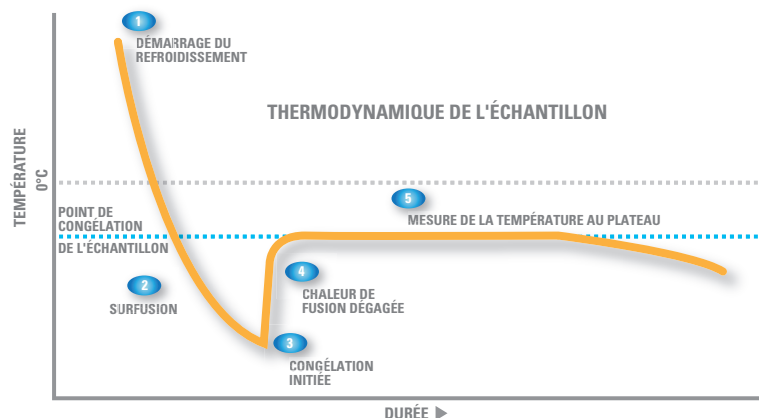 1
DÉMARRAGE DU
REFROIDISSEMENT
THERMODYNAMIQUE DE L'ÉCHANTILLON
TEMPÉRATURE
0°C
5
MESURE DE LA TEMPÉRATURE AU PLATEAU
POINT DE
CONGÉLATION
DE L'ÉCHANTILLON
2
SURFUSION
4
CHALEUR DE
FUSION DÉGAGÉE
3
CONGÉLATION
INITIÉE
DURÉE ▶